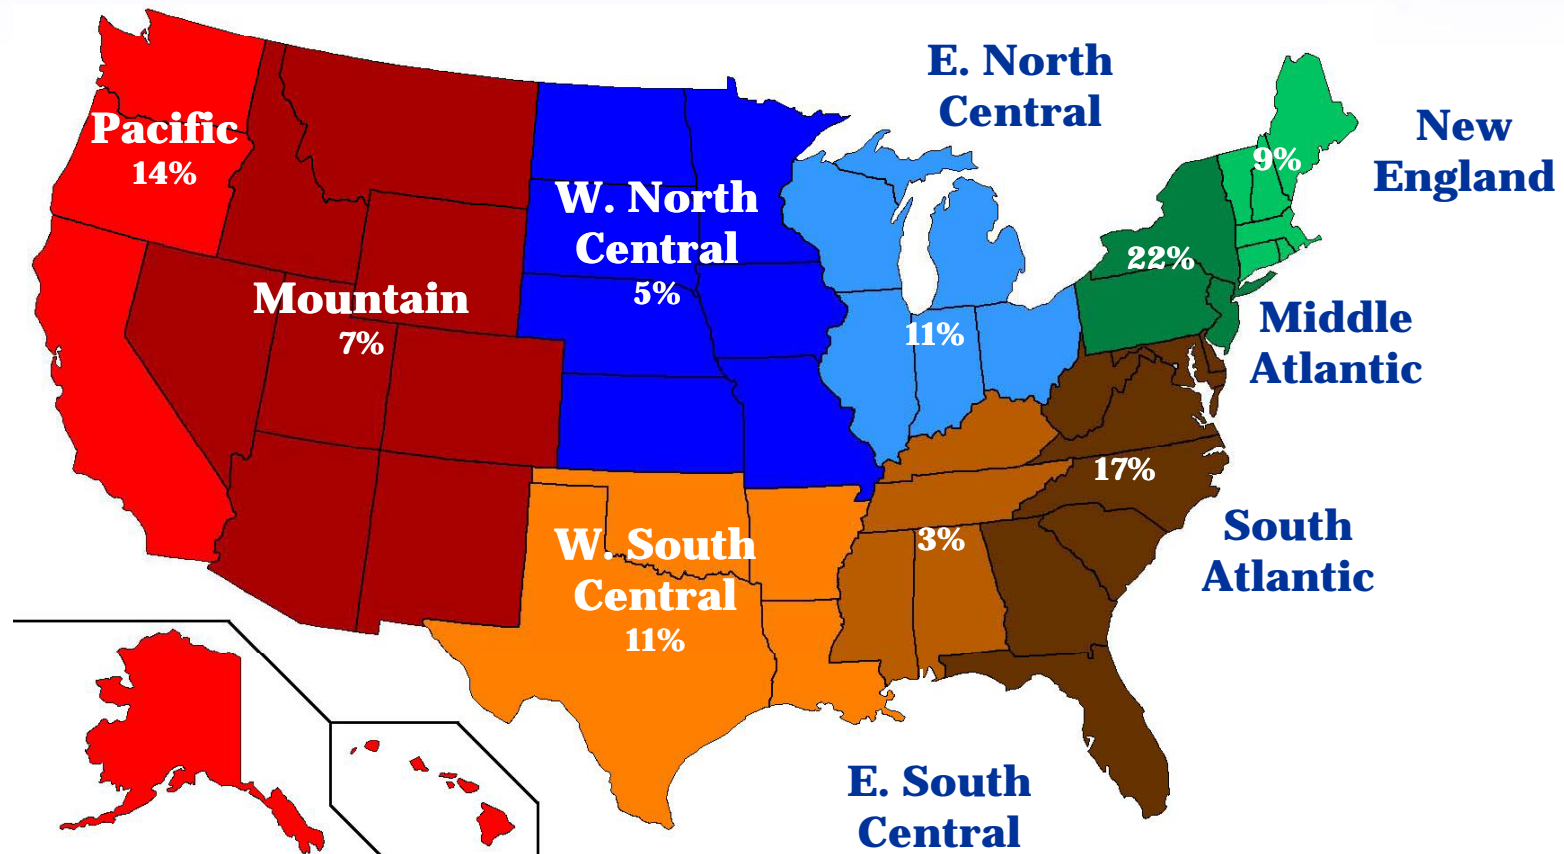 E. North
Central
New
England
Pacific
14%
9%
W. North
Central
5%
22%
Mountain
7%
11%
Middle
Atlantic
17%
South
Atlantic
3%
W. South
Central
11%
E. South
Central